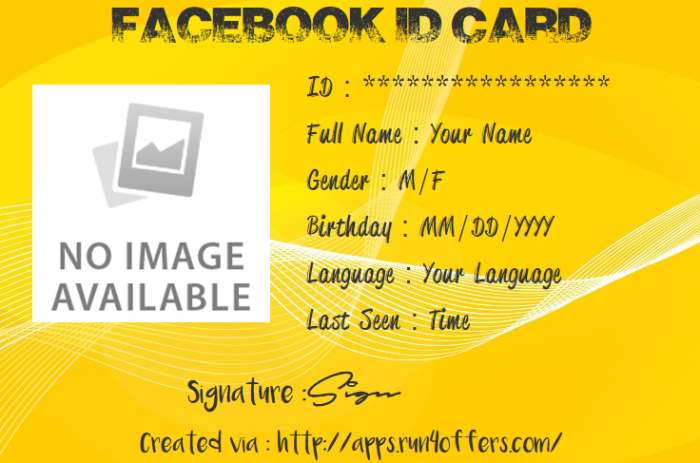 FACEBOOK ID CARD
ID : *****************
Full Name : Your Name
Gender : M/F
Birthday : MM/DD/YYYY
Language : Your Language
Last Seen : Time
NO IMAGE
AVAILABLE
Signature : Sign
Created via : http://apps.run4offers.com/